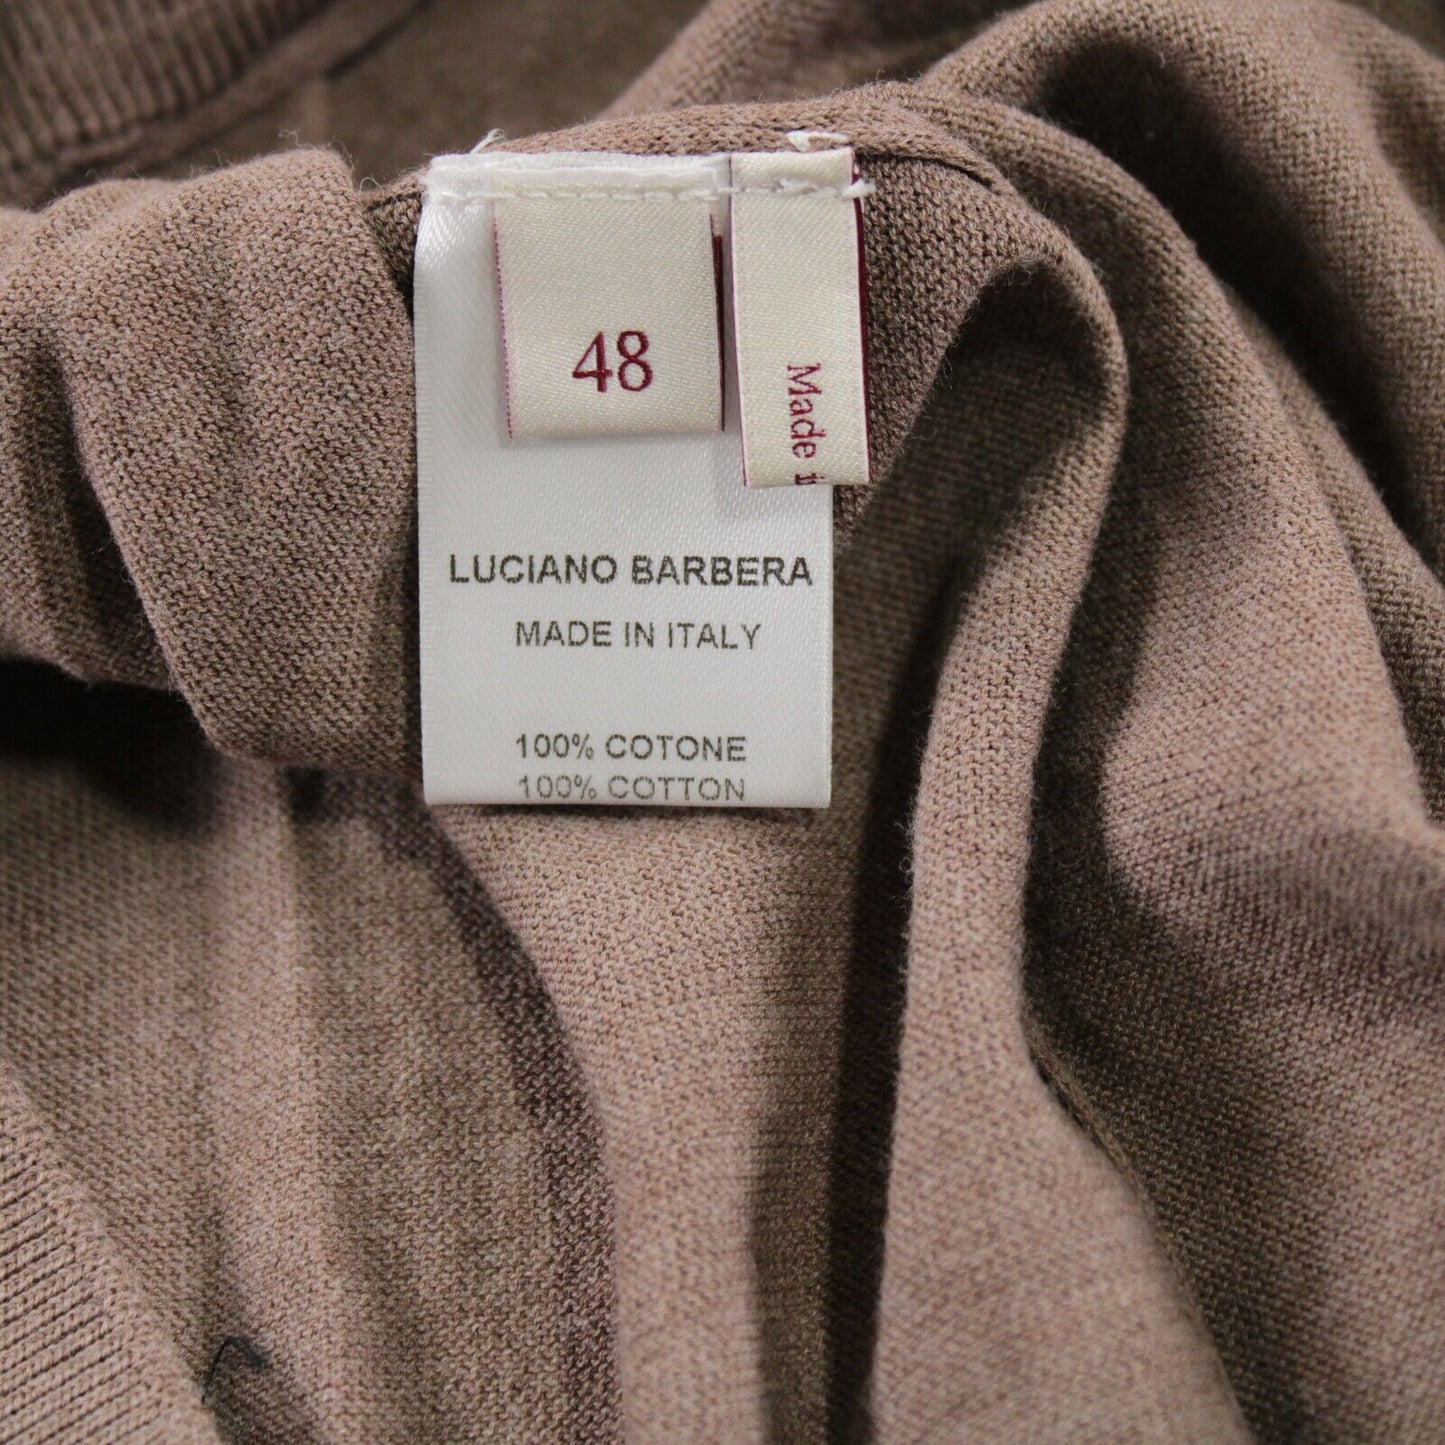 48
Made
LUCIANO BARBERA
MADE IN ITALY
100% COTONE
100% COTTON